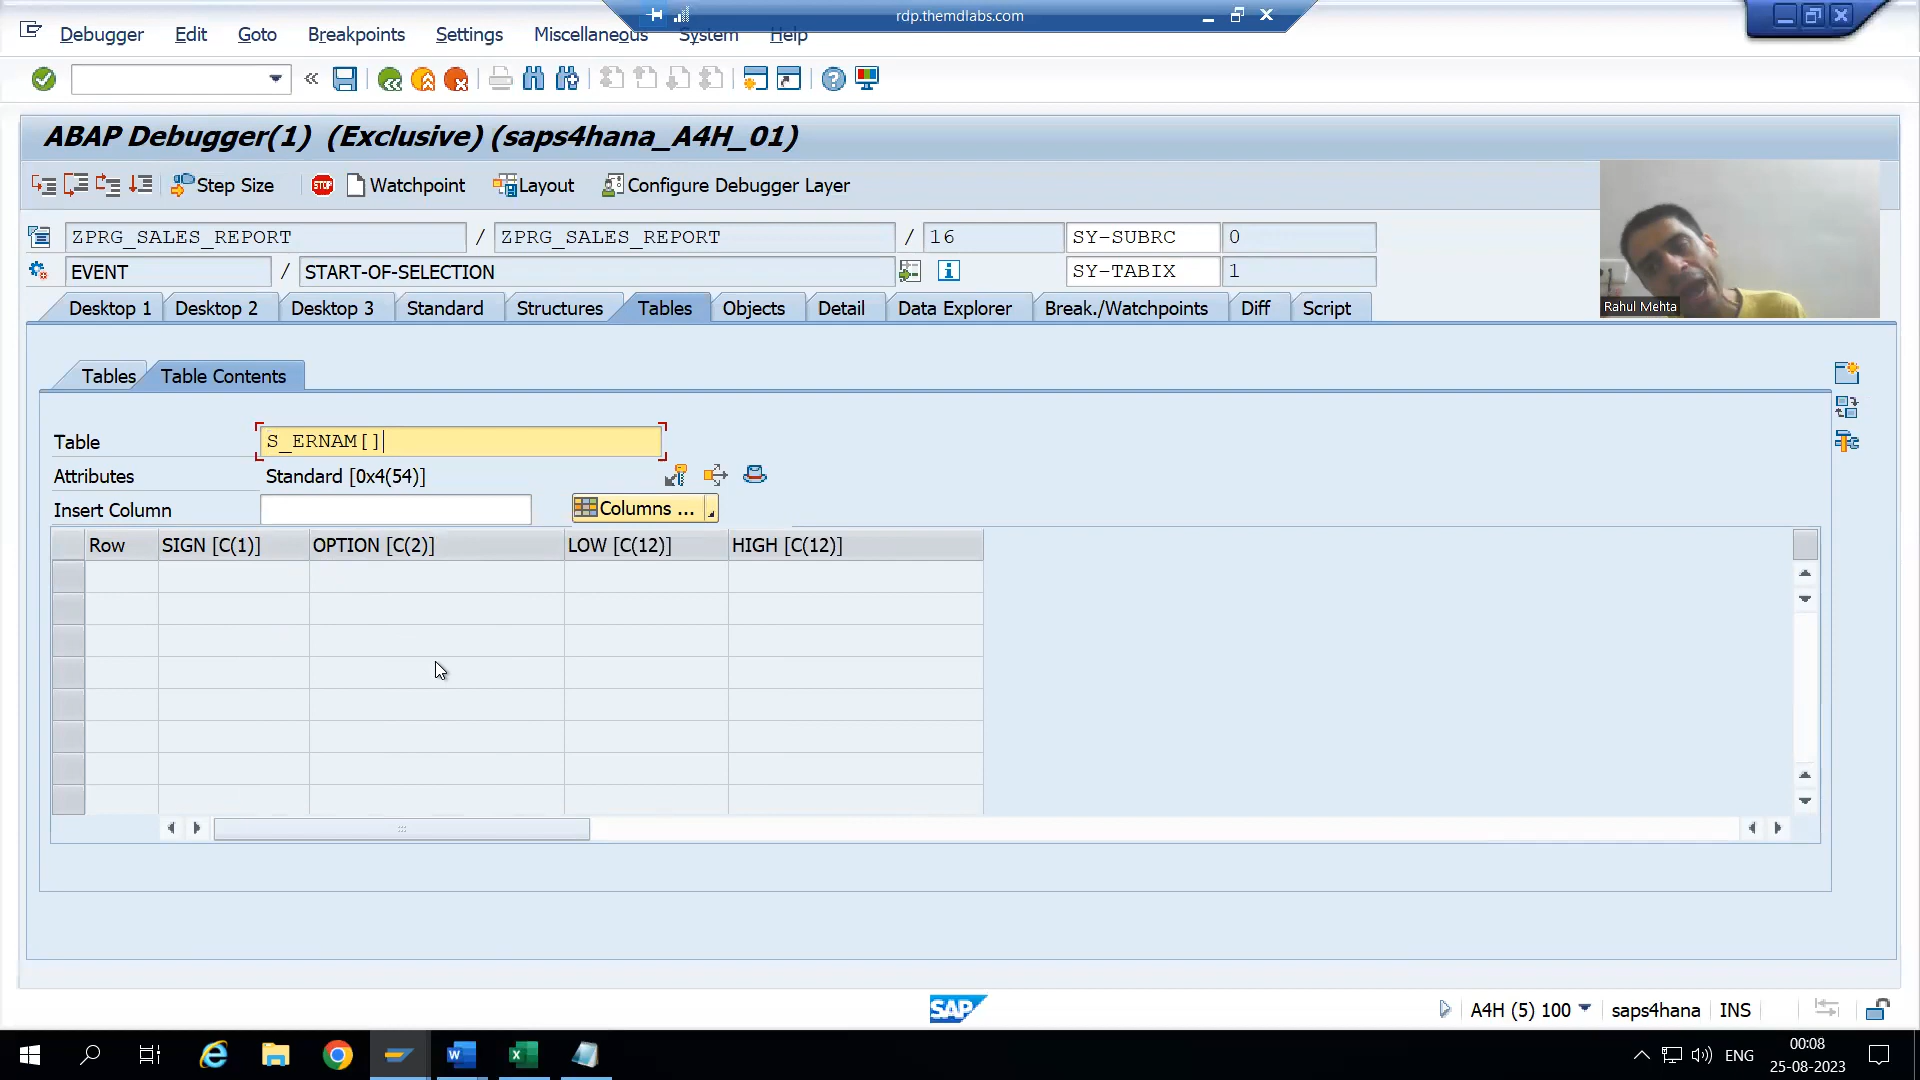 rdp.themdlabs.com
Debugger Edit Goto Breakpoints Settings Miscellaneous System Help
ABAP Debugger(1) (Exclusive) (saps4hana_A4H_01)
Step Size STOP Watchpoint Layout Configure Debugger Layer
ZPRG_SALES_REPORT / ZPRG_SALES_REPORT / 16 SY-SUBRC 0
EVENT / START-OF-SELECTION SY-TABIX 1
Rahul Mehta
Desktop 1 Desktop 2 Desktop 3 Standard Structures Tables Objects Detail Data Explorer Break./Watchpoints Diff Script
Tables Table Contents
Table S_ERNAM[]
Attributes Standard [0x4(54)]
Insert Column Columns ...
Row SIGN [C(1)] OPTION [C(2)] LOW [C(12)] HIGH [C(12)]
SAP A4H (5) 100 saps4hana INS
ENG 00:08
25-08-2023